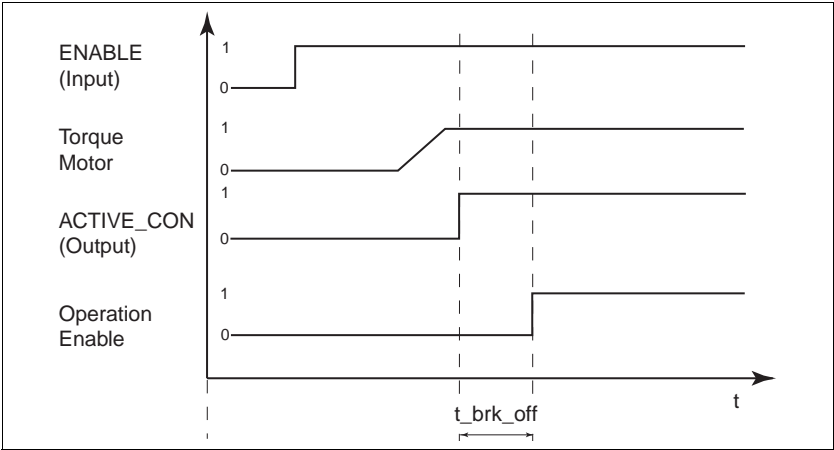 ENABLE
(Input)
1
0
Torque
Motor
1
0
ACTIVE_CON
(Output)
1
0
Operation
Enable
1
0
t
t_brk_off